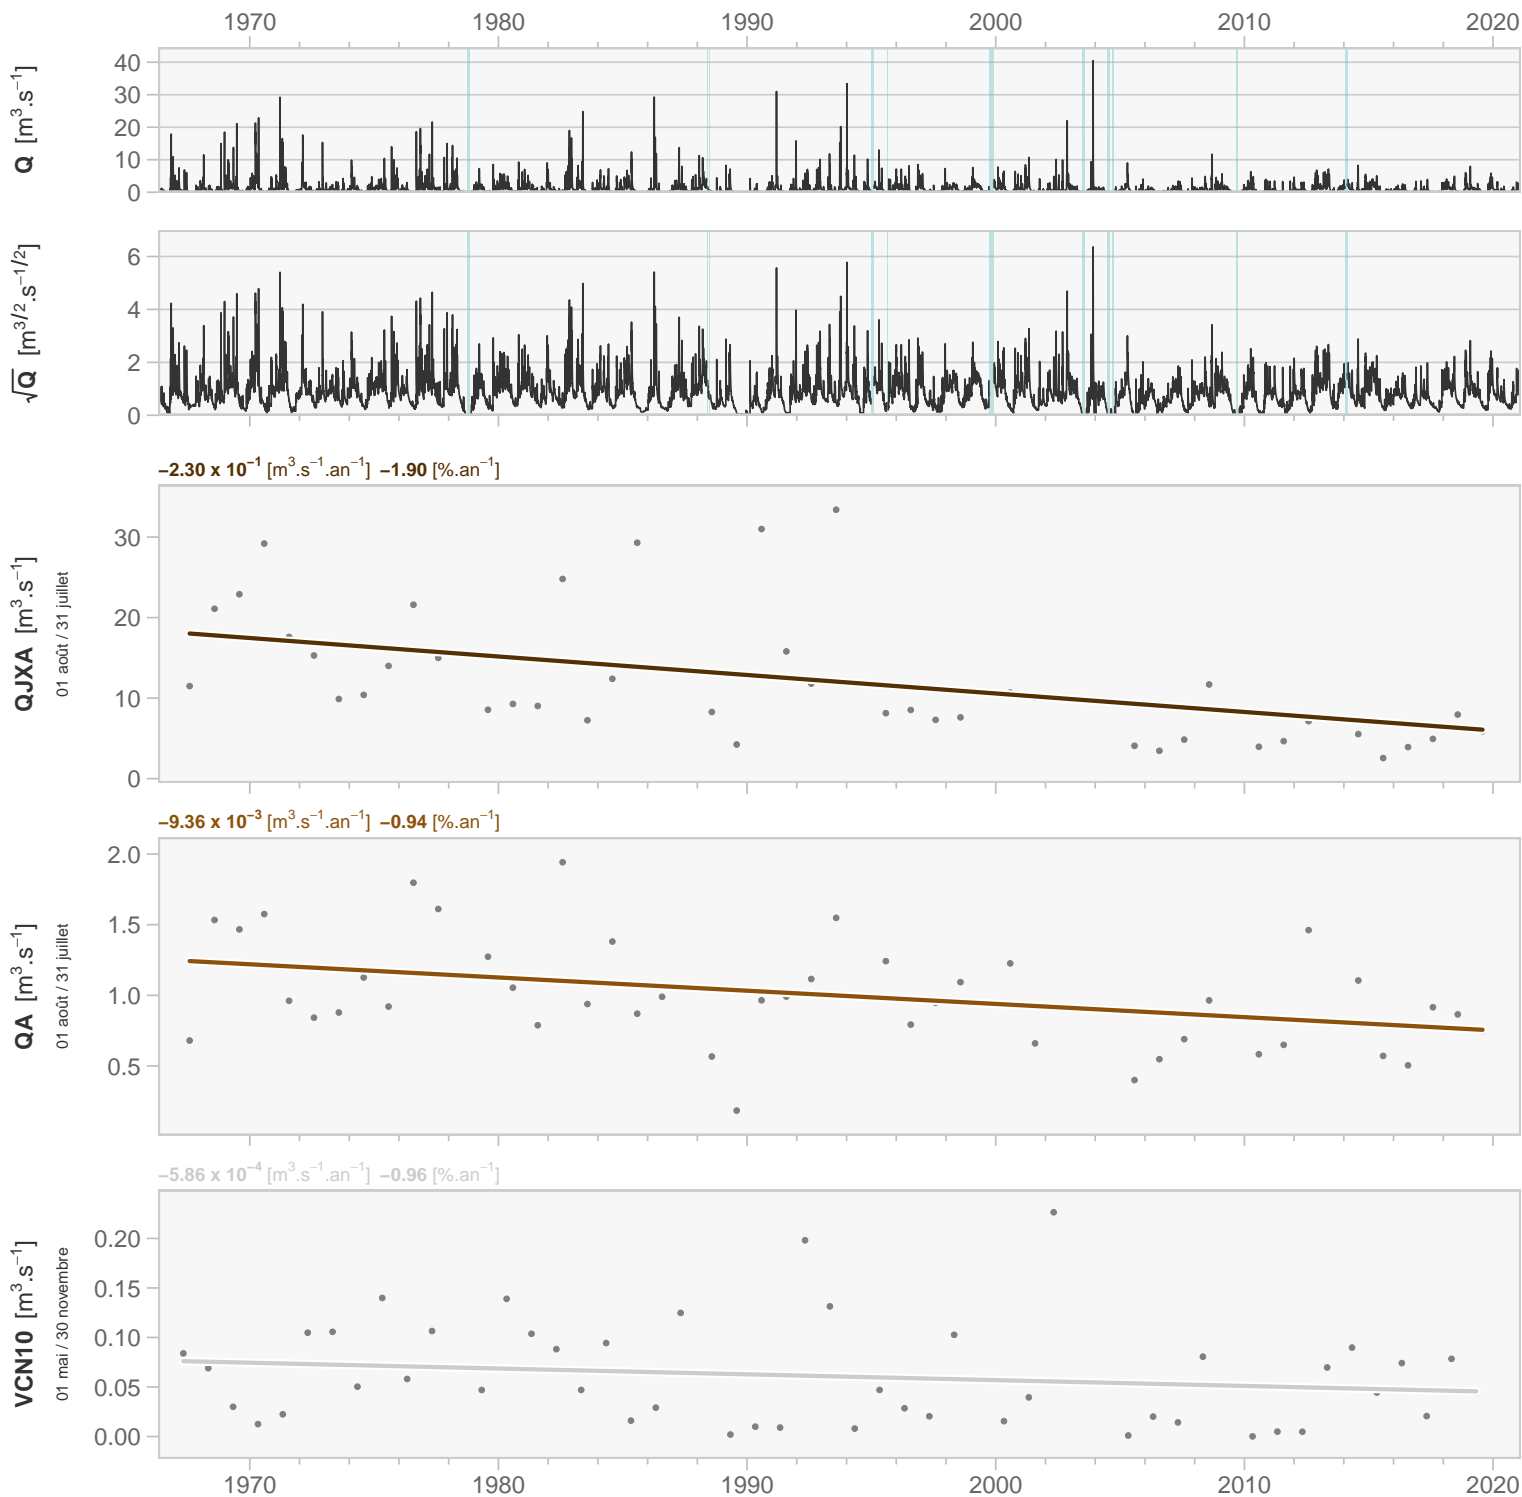 1970 1980 1990 2000 2010 2020
Q [m³.s⁻¹]
40
30
20
10
0
√Q [m³ᐟ².s⁻¹ᐟ²]
6
4
2
0
−2.30 x 10⁻¹ [m³.s⁻¹.an⁻¹] −1.90 [%.an⁻¹]
QJXA [m³.s⁻¹]
01 août / 31 juillet
30
20
10
0
−9.36 x 10⁻³ [m³.s⁻¹.an⁻¹] −0.94 [%.an⁻¹]
QA [m³.s⁻¹]
01 août / 31 juillet
2.0
1.5
1.0
0.5
−5.86 x 10⁻⁴ [m³.s⁻¹.an⁻¹] −0.96 [%.an⁻¹]
VCN10 [m³.s⁻¹]
01 mai / 30 novembre
0.20
0.15
0.10
0.05
0.00
1970 1980 1990 2000 2010 2020